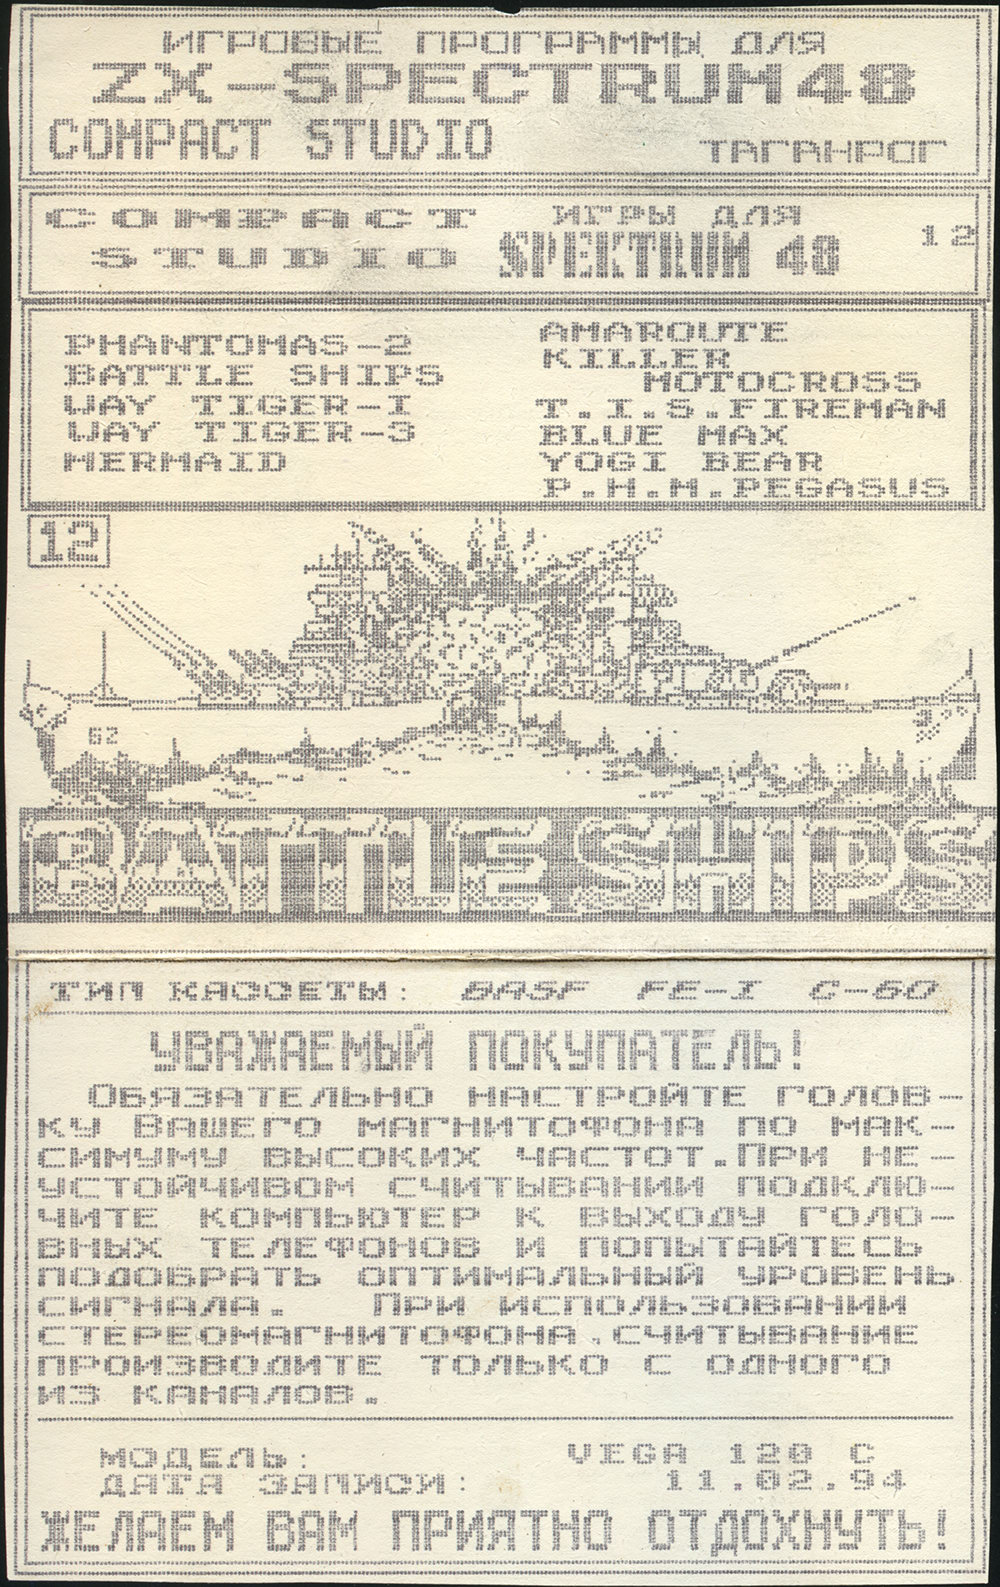 ИГРОВЫЕ ПРОГРАММЫ ДЛЯ
ZX-SPECTRUM 48
COMPACT STUDIO ТАГАНРОГ
COMPACT STUDIO
ИГРЫ ДЛЯ
SPEKTRUM 48
12
PHANTOMAS-2
BATTLE SHIPS
WAY TIGER-I
WAY TIGER-3
MERMAID
AMAROUTE
KILLER
MOTOCROSS
T.I.S.FIREMAN
BLUE MAX
YOGI BEAR
P.H.M.PEGASUS
12
62
BATTLESHIPS
ТИП КАССЕТЫ: BASF FE-I C-60
УВАЖАЕМЫЙ ПОКУПАТЕЛЬ!
ОБЯЗАТЕЛЬНО НАСТРОЙТЕ ГОЛОВ-
КУ ВАШЕГО МАГНИТОФОНА ПО МАК-
СИМУМУ ВЫСОКИХ ЧАСТОТ.ПРИ НЕ-
УСТОЙЧИВОМ СЧИТЫВАНИИ ПОДКЛЮ-
ЧИТЕ КОМПЬЮТЕР К ВЫХОДУ ГОЛО-
ВНЫХ ТЕЛЕФОНОВ И ПОПЫТАЙТЕСЬ
ПОДОБРАТЬ ОПТИМАЛЬНЫЙ УРОВЕНЬ
СИГНАЛА. ПРИ ИСПОЛЬЗОВАНИИ
СТЕРЕОМАГНИТОФОНА СЧИТЫВАНИЕ
ПРОИЗВОДИТЕ ТОЛЬКО С ОДНОГО
ИЗ КАНАЛОВ.
МОДЕЛЬ: VEGA 120 C
ДАТА ЗАПИСИ: 11.02.94
ЖЕЛАЕМ ВАМ ПРИЯТНО ОТДОХНУТЬ!